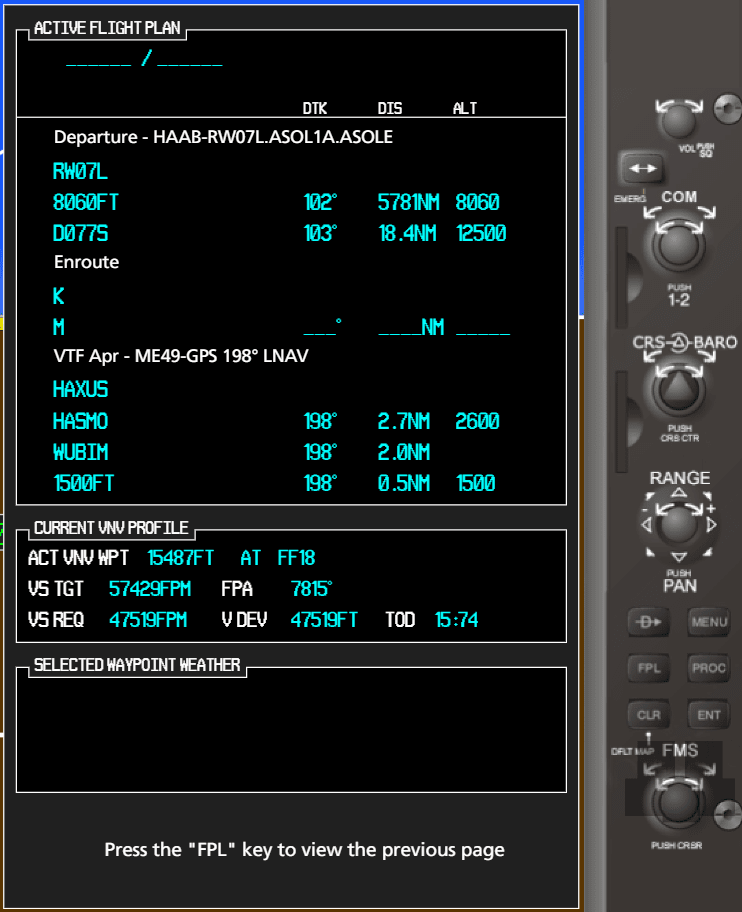 ACTIVE FLIGHT PLAN
______ / ______
DTK DIS ALT
Departure - HAAB-RW07L.ASOL1A.ASOLE
RW07L
8060FT 102° 5781NM 8060
D077S 103° 18.4NM 12500
Enroute
K
M ___° ____NM _____
VTF Apr - ME49-GPS 198° LNAV
HAXUS
HASMO 198° 2.7NM 2600
WUBIM 198° 2.0NM
1500FT 198° 0.5NM 1500
CURRENT VNV PROFILE
ACT VNV WPT 15487FT AT FF18
VS TGT 57429FPM FPA 7815°
VS REQ 47519FPM V DEV 47519FT TOD 15:74
SELECTED WAYPOINT WEATHER
Press the "FPL" key to view the previous page
VOL PUSH SQ
EMERG
COM
PUSH
1-2
CRS BARO
PUSH
CRS CTR
RANGE
- +
PUSH
PAN
D MENU
FPL PROC
CLR ENT
DFLT MAP FMS
PUSH CRSR